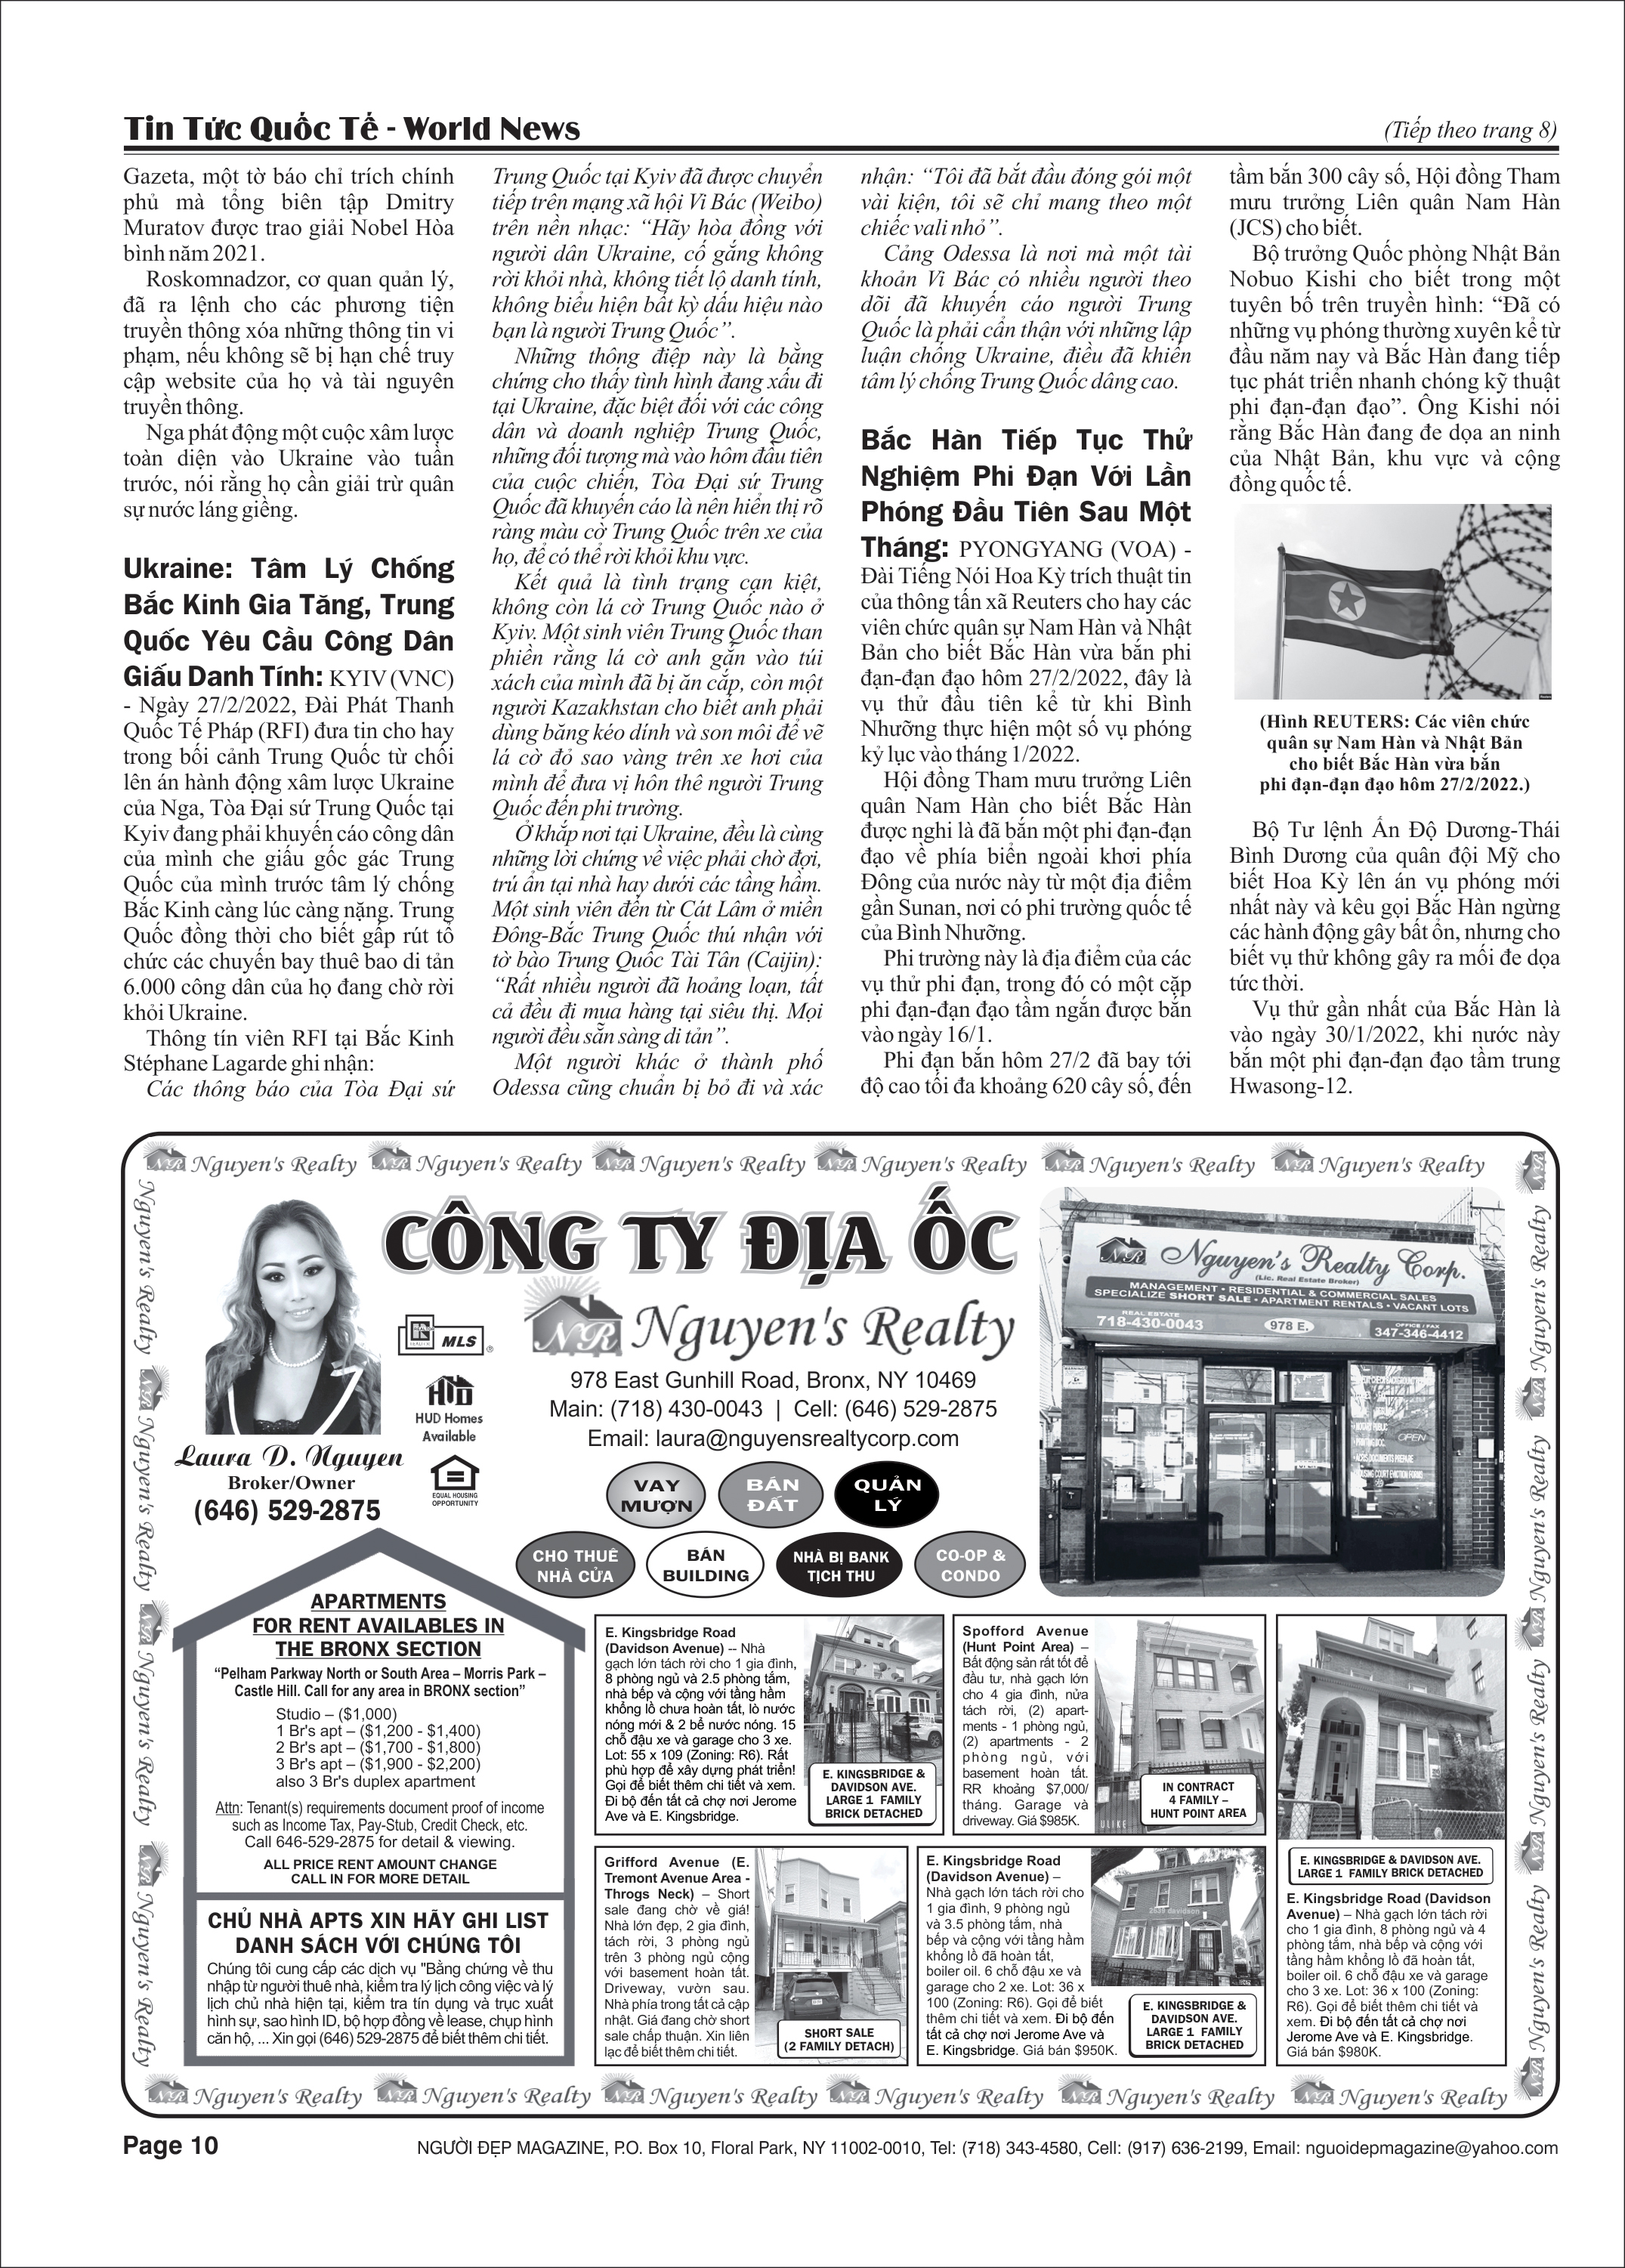 Tin Tức Quốc Tế - World News
(Tiếp theo trang 8)
Gazeta, một tờ báo chỉ trích chính
phủ mà tổng biên tập Dmitry
Muratov được trao giải Nobel Hòa
bình năm 2021.
Roskomnadzor, cơ quan quản lý,
đã ra lệnh cho các phương tiện
truyền thông xóa những thông tin vi
phạm, nếu không sẽ bị hạn chế truy
cập website của họ và tài nguyên
truyền thông.
Nga phát động một cuộc xâm lược
toàn diện vào Ukraine vào tuần
trước, nói rằng họ cần giải trừ quân
sự nước láng giềng.
Ukraine: Tâm Lý Chống
Bắc Kinh Gia Tăng, Trung
Quốc Yêu Cầu Công Dân
Giấu Danh Tính: KYIV (VNC)
- Ngày 27/2/2022, Đài Phát Thanh
Quốc Tế Pháp (RFI) đưa tin cho hay
trong bối cảnh Trung Quốc từ chối
lên án hành động xâm lược Ukraine
của Nga, Tòa Đại sứ Trung Quốc tại
Kyiv đang phải khuyến cáo công dân
của mình che giấu gốc gác Trung
Quốc của mình trước tâm lý chống
Bắc Kinh càng lúc càng nặng. Trung
Quốc đồng thời cho biết gấp rút tổ
chức các chuyến bay thuê bao di tản
6.000 công dân của họ đang chờ rời
khỏi Ukraine.
Thông tín viên RFI tại Bắc Kinh
Stéphane Lagarde ghi nhận:
Các thông báo của Tòa Đại sứ
Trung Quốc tại Kyiv đã được chuyển
tiếp trên mạng xã hội Vi Bác (Weibo)
trên nền nhạc: “Hãy hòa đồng với
người dân Ukraine, cố gắng không
rời khỏi nhà, không tiết lộ danh tính,
không biểu hiện bất kỳ dấu hiệu nào
bạn là người Trung Quốc”.
Những thông điệp này là bằng
chứng cho thấy tình hình đang xấu đi
tại Ukraine, đặc biệt đối với các công
dân và doanh nghiệp Trung Quốc,
những đối tượng mà vào hôm đầu tiên
của cuộc chiến, Tòa Đại sứ Trung
Quốc đã khuyến cáo là nên hiển thị rõ
ràng màu cờ Trung Quốc trên xe của
họ, để có thể rời khỏi khu vực.
Kết quả là tình trạng cạn kiệt,
không còn lá cờ Trung Quốc nào ở
Kyiv. Một sinh viên Trung Quốc than
phiền rằng lá cờ anh gắn vào túi
xách của mình đã bị ăn cắp, còn một
người Kazakhstan cho biết anh phải
dùng băng kéo dính và son môi để vẽ
lá cờ đỏ sao vàng trên xe hơi của
mình để đưa vị hôn thê người Trung
Quốc đến phi trường.
Ở khắp nơi tại Ukraine, đều là cùng
những lời chứng về việc phải chờ đợi,
trú ẩn tại nhà hay dưới các tầng hầm.
Một sinh viên đến từ Cát Lâm ở miền
Đông-Bắc Trung Quốc thú nhận với
tờ bào Trung Quốc Tài Tân (Caijin):
“Rất nhiều người đã hoảng loạn, tất
cả đều đi mua hàng tại siêu thị. Mọi
người đều sẵn sàng di tản”.
Một người khác ở thành phố
Odessa cũng chuẩn bị bỏ đi và xác
nhận: “Tôi đã bắt đầu đóng gói một
vài kiện, tôi sẽ chỉ mang theo một
chiếc vali nhỏ”.
Cảng Odessa là nơi mà một tài
khoản Vi Bác có nhiều người theo
dõi đã khuyến cáo người Trung
Quốc là phải cẩn thận với những lập
luận chống Ukraine, điều đã khiến
tâm lý chống Trung Quốc dâng cao.
Bắc Hàn Tiếp Tục Thử
Nghiệm Phi Đạn Với Lần
Phóng Đầu Tiên Sau Một
Tháng: PYONGYANG (VOA) -
Đài Tiếng Nói Hoa Kỳ trích thuật tin
của thông tấn xã Reuters cho hay các
viên chức quân sự Nam Hàn và Nhật
Bản cho biết Bắc Hàn vừa bắn phi
đạn-đạn đạo hôm 27/2/2022, đây là
vụ thử đầu tiên kể từ khi Bình
Nhưỡng thực hiện một số vụ phóng
kỷ lục vào tháng 1/2022.
Hội đồng Tham mưu trưởng Liên
quân Nam Hàn cho biết Bắc Hàn
được nghi là đã bắn một phi đạn-đạn
đạo về phía biển ngoài khơi phía
Đông của nước này từ một địa điểm
gần Sunan, nơi có phi trường quốc tế
của Bình Nhưỡng.
Phi trường này là địa điểm của các
vụ thử phi đạn, trong đó có một cặp
phi đạn-đạn đạo tầm ngắn được bắn
vào ngày 16/1.
Phi đạn bắn hôm 27/2 đã bay tới
độ cao tối đa khoảng 620 cây số, đến
tầm bắn 300 cây số, Hội đồng Tham
mưu trưởng Liên quân Nam Hàn
(JCS) cho biết.
Bộ trưởng Quốc phòng Nhật Bản
Nobuo Kishi cho biết trong một
tuyên bố trên truyền hình: “Đã có
những vụ phóng thường xuyên kể từ
đầu năm nay và Bắc Hàn đang tiếp
tục phát triển nhanh chóng kỹ thuật
phi đạn-đạn đạo”. Ông Kishi nói
rằng Bắc Hàn đang đe dọa an ninh
của Nhật Bản, khu vực và cộng
đồng quốc tế.
(Hình REUTERS: Các viên chức
quân sự Nam Hàn và Nhật Bản
cho biết Bắc Hàn vừa bắn
phi đạn-đạn đạo hôm 27/2/2022.)
Bộ Tư lệnh Ấn Độ Dương-Thái
Bình Dương của quân đội Mỹ cho
biết Hoa Kỳ lên án vụ phóng mới
nhất này và kêu gọi Bắc Hàn ngừng
các hành động gây bất ổn, nhưng cho
biết vụ thử không gây ra mối đe dọa
tức thời.
Vụ thử gần nhất của Bắc Hàn là
vào ngày 30/1/2022, khi nước này
bắn một phi đạn-đạn đạo tầm trung
Hwasong-12.
NR Nguyen's Realty NR Nguyen's Realty NR Nguyen's Realty NR Nguyen's Realty NR Nguyen's Realty NR Nguyen's Realty NR
Nguyen's Realty NR Nguyen's Realty NR Nguyen's Realty NR Nguyen's Realty
CÔNG TY ĐỊA ỐC
NR Nguyen's Realty
978 East Gunhill Road, Bronx, NY 10469
Main: (718) 430-0043 | Cell: (646) 529-2875
Email: laura@nguyensrealtycorp.com
REALTOR MLS ®
HUD
HUD Homes
Available
EQUAL HOUSING
OPPORTUNITY
Laura D. Nguyen
Broker/Owner
(646) 529-2875
VAY
MƯỢN
BÁN
ĐẤT
QUẢN
LÝ
CHO THUÊ
NHÀ CỬA
BÁN
BUILDING
NHÀ BỊ BANK
TỊCH THU
CO-OP &
CONDO
NR Nguyen's Realty Corp.
(Lic. Real Estate Broker)
MANAGEMENT • RESIDENTIAL & COMMERCIAL SALES
SPECIALIZE SHORT SALE • APARTMENT RENTALS • VACANT LOTS
REAL ESTATE
718-430-0043
978 E.
OFFICE / FAX
347-346-4412
OPEN
APARTMENTS
FOR RENT AVAILABLES IN
THE BRONX SECTION
“Pelham Parkway North or South Area – Morris Park –
Castle Hill. Call for any area in BRONX section”
Studio – ($1,000)
1 Br's apt – ($1,200 - $1,400)
2 Br's apt – ($1,700 - $1,800)
3 Br's apt – ($1,900 - $2,200)
also 3 Br's duplex apartment
Attn: Tenant(s) requirements document proof of income
such as Income Tax, Pay-Stub, Credit Check, etc.
Call 646-529-2875 for detail & viewing.
ALL PRICE RENT AMOUNT CHANGE
CALL IN FOR MORE DETAIL
CHỦ NHÀ APTS XIN HÃY GHI LIST
DANH SÁCH VỚI CHÚNG TÔI
Chúng tôi cung cấp các dịch vụ "Bằng chứng về thu
nhập từ người thuê nhà, kiểm tra lý lịch công việc và lý
lịch chủ nhà hiện tại, kiểm tra tín dụng và trục xuất
hình sự, sao hình ID, bộ hợp đồng về lease, chụp hình
căn hộ, ... Xin gọi (646) 529-2875 để biết thêm chi tiết.
E. Kingsbridge Road
(Davidson Avenue) -- Nhà
gạch lớn tách rời cho 1 gia đình,
8 phòng ngủ và 2.5 phòng tắm,
nhà bếp và cộng với tầng hầm
khổng lồ chưa hoàn tất, lò nước
nóng mới & 2 bể nước nóng. 15
chỗ đậu xe và garage cho 3 xe.
Lot: 55 x 109 (Zoning: R6). Rất
phù hợp để xây dựng phát triển!
Gọi để biết thêm chi tiết và xem.
Đi bộ đến tất cả chợ nơi Jerome
Ave và E. Kingsbridge.
E. KINGSBRIDGE &
DAVIDSON AVE.
LARGE 1 FAMILY
BRICK DETACHED
Spofford Avenue
(Hunt Point Area) –
Bất động sản rất tốt để
đầu tư, nhà gạch lớn
cho 4 gia đình, nửa
tách rời, (2) apart-
ments - 1 phòng ngủ,
(2) apartments - 2
phòng ngủ, với
basement hoàn tất.
RR khoảng $7,000/
tháng. Garage và
driveway. Giá $985K.
IN CONTRACT
4 FAMILY –
HUNT POINT AREA
E. KINGSBRIDGE & DAVIDSON AVE.
LARGE 1 FAMILY BRICK DETACHED
E. Kingsbridge Road (Davidson
Avenue) – Nhà gạch lớn tách rời
cho 1 gia đình, 8 phòng ngủ và 4
phòng tắm, nhà bếp và cộng với
tầng hầm khổng lồ đã hoàn tất,
boiler oil. 6 chỗ đậu xe và garage
cho 3 xe. Lot: 36 x 100 (Zoning:
R6). Gọi để biết thêm chi tiết và
xem. Đi bộ đến tất cả chợ nơi
Jerome Ave và E. Kingsbridge.
Giá bán $980K.
Grifford Avenue (E.
Tremont Avenue Area -
Throgs Neck) – Short
sale đang chờ về giá!
Nhà lớn đẹp, 2 gia đình,
tách rời, 3 phòng ngủ
trên 3 phòng ngủ cộng
với basement hoàn tất.
Driveway, vườn sau.
Nhà phía trong tất cả cập
nhật. Giá đang chờ short
sale chấp thuận. Xin liên
lạc để biết thêm chi tiết.
SHORT SALE
(2 FAMILY DETACH)
E. Kingsbridge Road
(Davidson Avenue) –
Nhà gạch lớn tách rời cho
1 gia đình, 9 phòng ngủ
và 3.5 phòng tắm, nhà
bếp và cộng với tầng hầm
khổng lồ đã hoàn tất,
boiler oil. 6 chỗ đậu xe và
garage cho 2 xe. Lot: 36 x
100 (Zoning: R6). Gọi để biết
thêm chi tiết và xem. Đi bộ đến
tất cả chợ nơi Jerome Ave và
E. Kingsbridge. Giá bán $950K.
E. KINGSBRIDGE &
DAVIDSON AVE.
LARGE 1 FAMILY
BRICK DETACHED
Nguyen's Realty NR Nguyen's Realty NR Nguyen's Realty NR Nguyen's Realty NR
NR Nguyen's Realty NR Nguyen's Realty NR Nguyen's Realty NR Nguyen's Realty NR Nguyen's Realty NR Nguyen's Realty
Page 10
NGƯỜI ĐẸP MAGAZINE, P.O. Box 10, Floral Park, NY 11002-0010, Tel: (718) 343-4580, Cell: (917) 636-2199, Email: nguoidepmagazine@yahoo.com